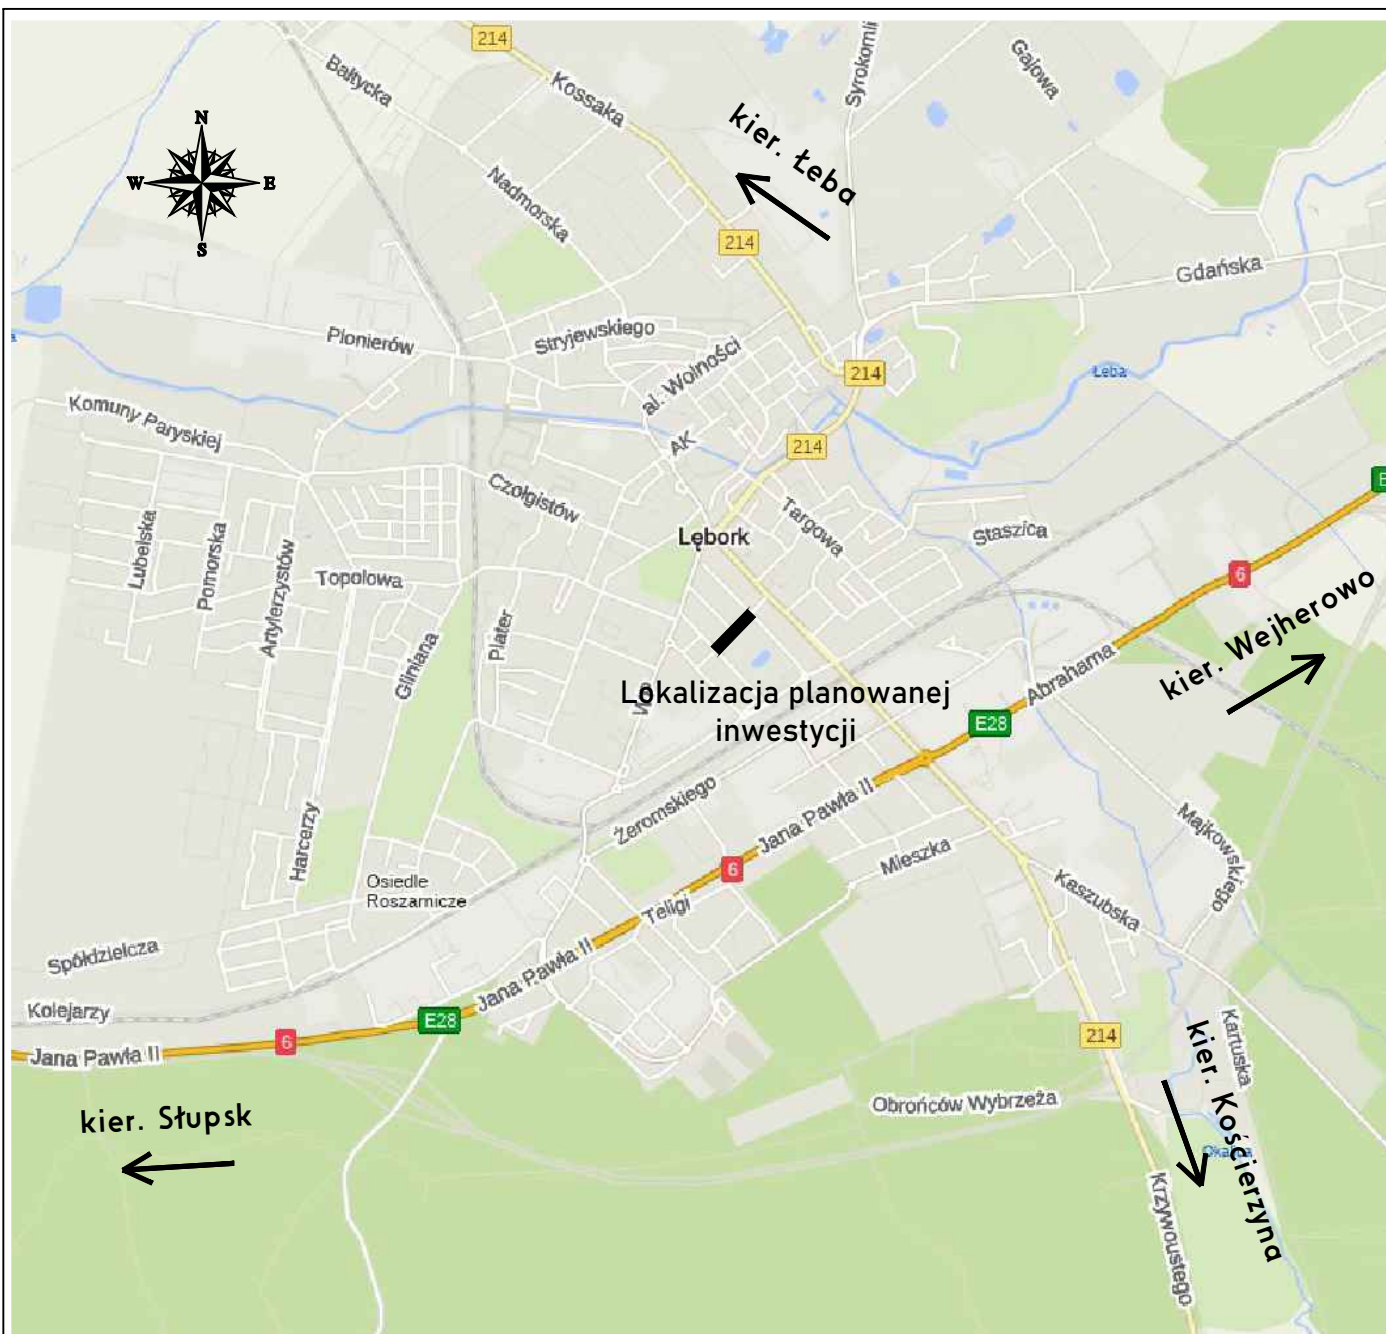 214
Bałtycka
Kossaka
Syrokomli
Gajowa
kier. Łeba
N
W
E
S
Nadmorska
214
Gdańska
Pionierów
Stryjewskiego
al. Wolności
214
Łeba
Komuny Paryskiej
AK
214
Czołgistów
Targowa
Staszica
Lębork
Lubelska
Pomorska
Artylerzystów
Topolowa
Gliniana
Plater
6
kier. Wejherowo
Abrahama
Lokalizacja planowanej
inwestycji
E28
Żeromskiego
Jana Pawła II
6
Mieszka
Majkowskiego
Harcerzy
Osiedle
Roszarnicze
Teligi
Kaszubska
Spółdzielcza
Jana Pawła II
Kolejarzy
E28
6
Jana Pawła II
214
Kartuska
kier. Kościerzyna
Obrońców Wybrzeża
kier. Słupsk
Krzywoustego